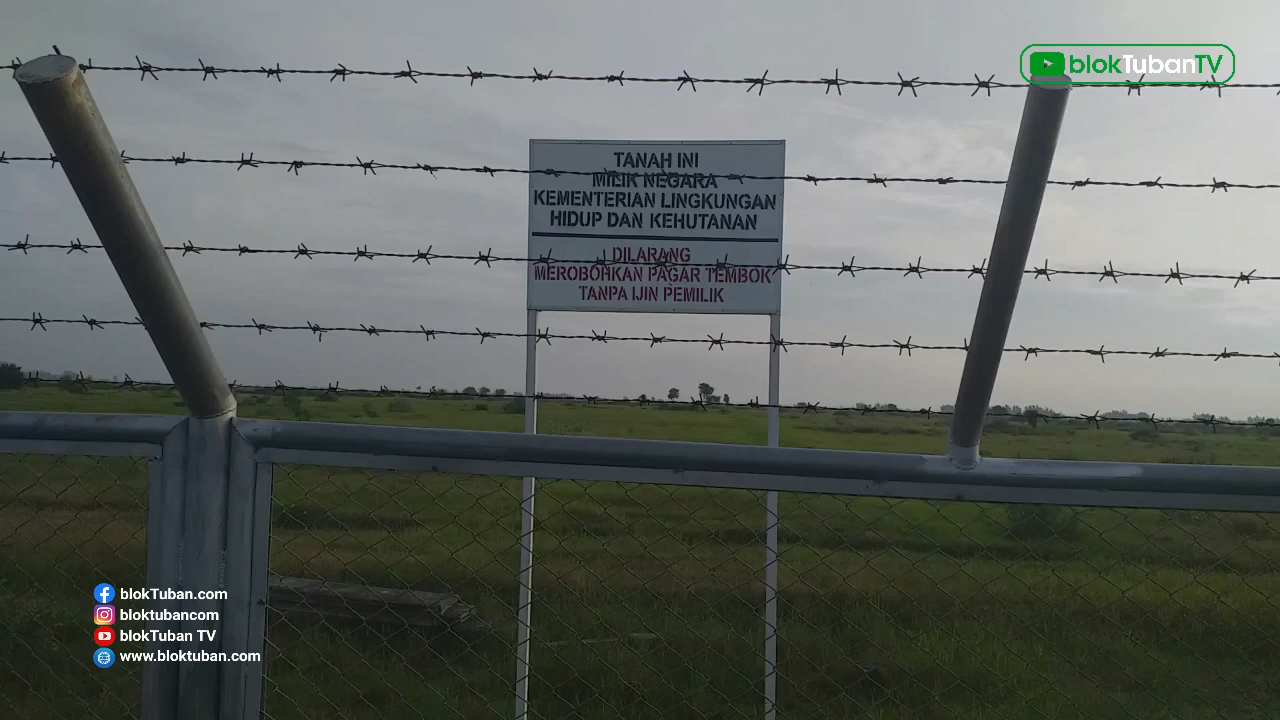 blokTubanTV
TANAH INI
MILIK NEGARA
KEMENTERIAN LINGKUNGAN
HIDUP DAN KEHUTANAN
DILARANG
MEROBOHKAN PAGAR TEMBOK
TANPA IJIN PEMILIK
blokTuban.com
bloktubancom
blokTuban TV
www.bloktuban.com